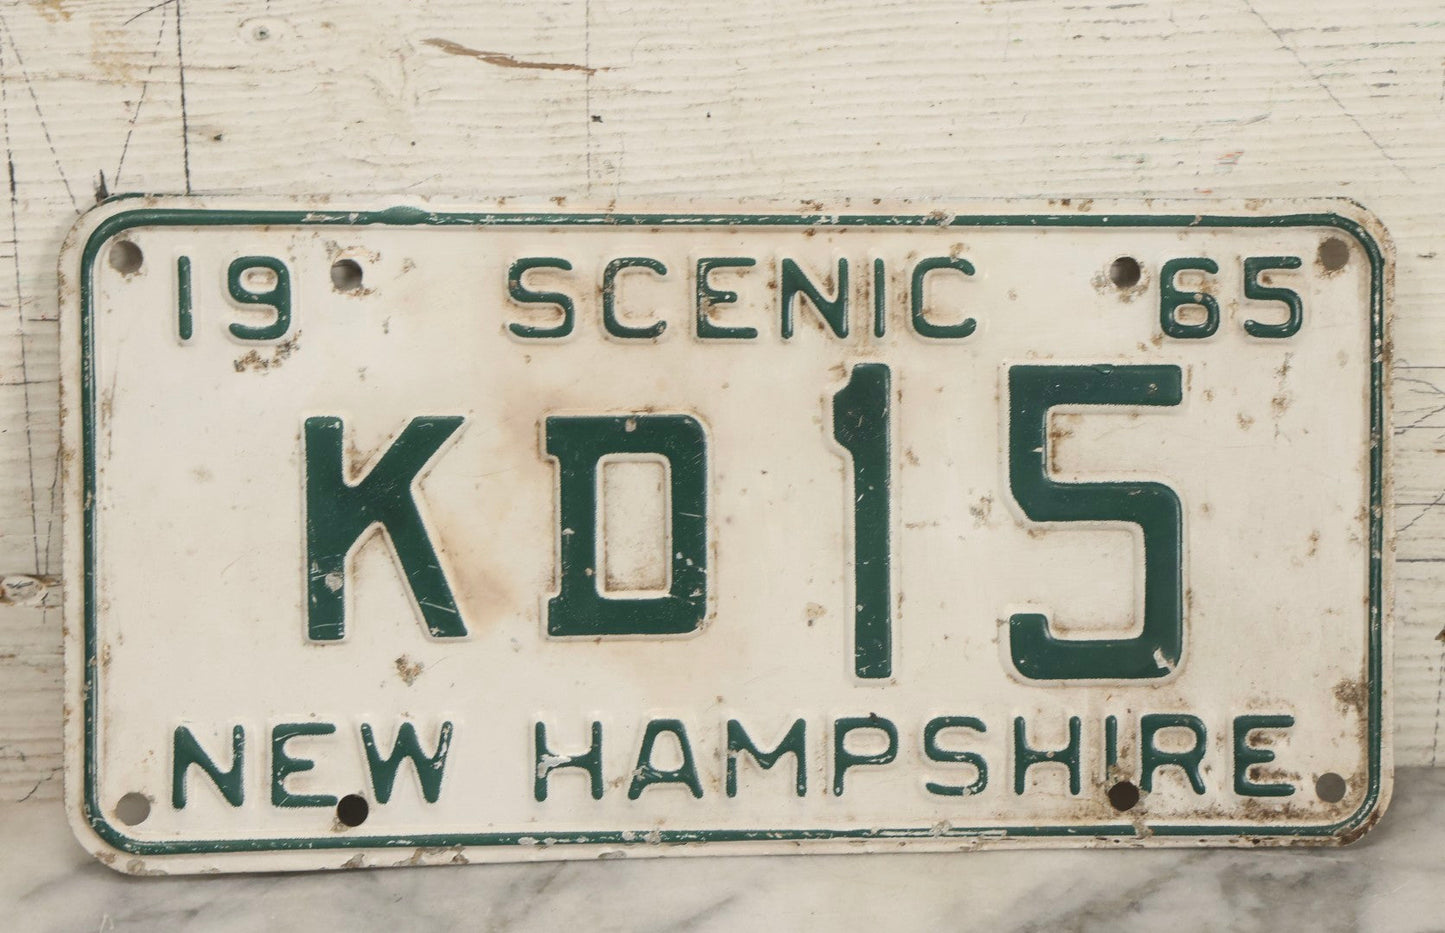 19 SCENIC 65
KD 15
NEW HAMPSHIRE